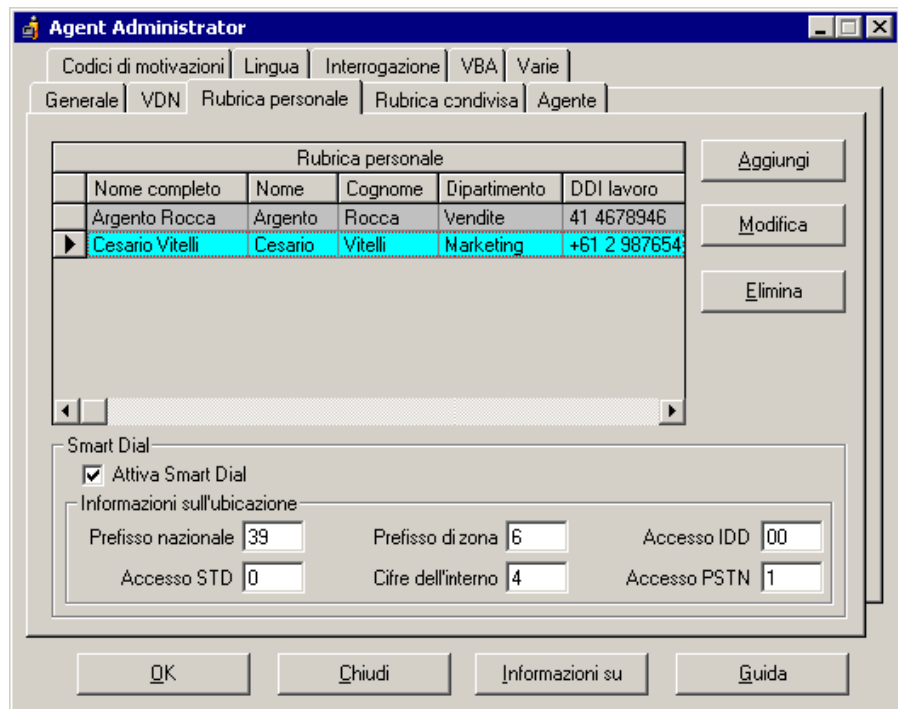 Agent Administrator
Codici di motivazioni Lingua Interrogazione VBA Varie
Generale VDN Rubrica personale Rubrica condivisa Agente
Rubrica personale
Nome completo Nome Cognome Dipartimento DDI lavoro
Argento Rocca Argento Rocca Vendite 41 4678946
Cesario Vitelli Cesario Vitelli Marketing +61 2 987654
Aggiungi
Modifica
Elimina
Smart Dial
Attiva Smart Dial
Informazioni sull'ubicazione
Prefisso nazionale 39 Prefisso di zona 6 Accesso IDD 00
Accesso STD 0 Cifre dell'interno 4 Accesso PSTN 1
OK Chiudi Informazioni su Guida